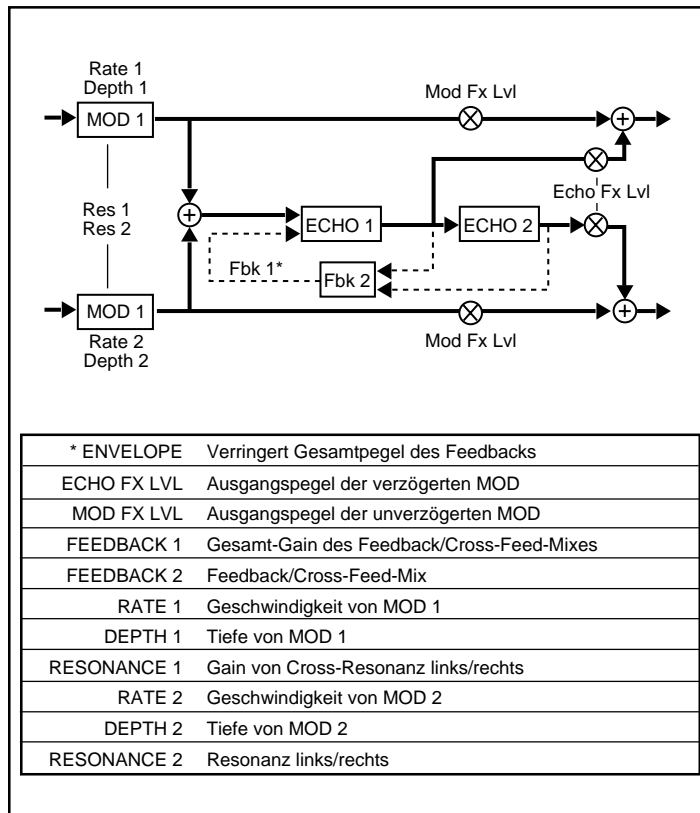 Rate 1
Depth 1
MOD 1
Mod Fx Lvl
+
Res 1
Res 2
+
ECHO 1
ECHO 2
Echo Fx Lvl
Fbk 1*
Fbk 2
MOD 1
+
Rate 2
Depth 2
Mod Fx Lvl
* ENVELOPE Verringert Gesamtpegel des Feedbacks
ECHO FX LVL Ausgangspegel der verzögerten MOD
MOD FX LVL Ausgangspegel der unverzögerten MOD
FEEDBACK 1 Gesamt-Gain des Feedback/Cross-Feed-Mixes
FEEDBACK 2 Feedback/Cross-Feed-Mix
RATE 1 Geschwindigkeit von MOD 1
DEPTH 1 Tiefe von MOD 1
RESONANCE 1 Gain von Cross-Resonanz links/rechts
RATE 2 Geschwindigkeit von MOD 2
DEPTH 2 Tiefe von MOD 2
RESONANCE 2 Resonanz links/rechts